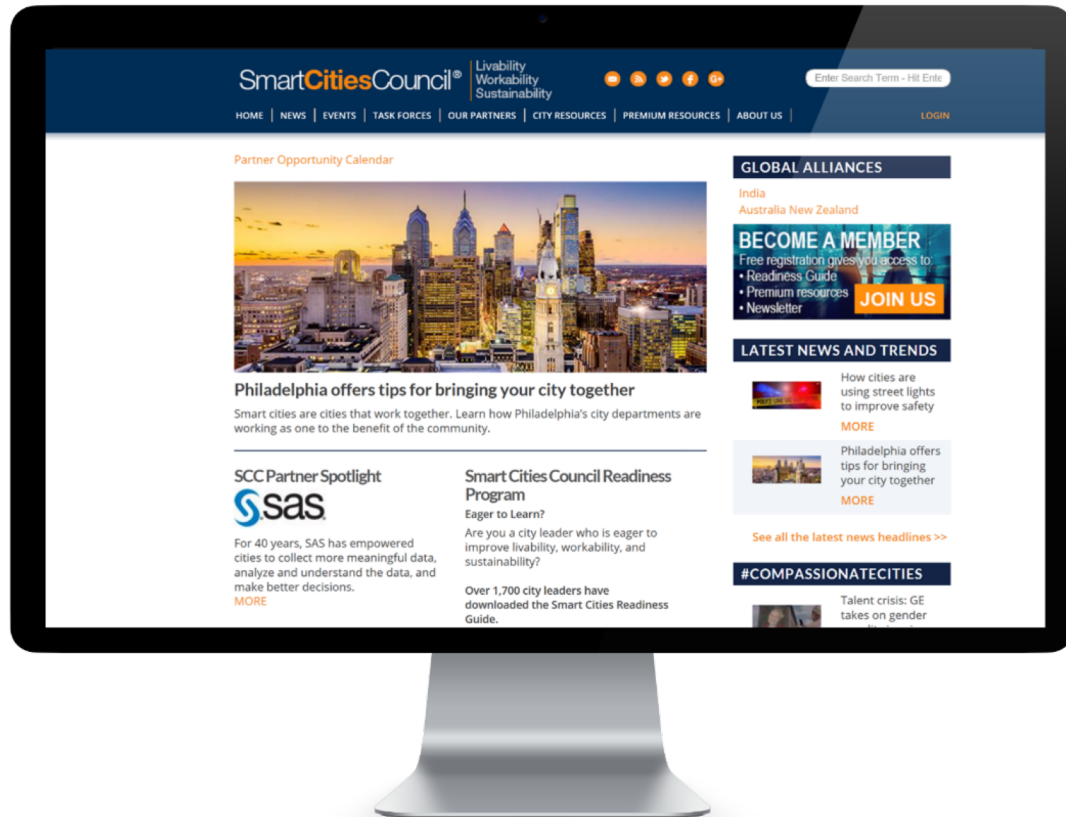 SmartCitiesCouncil®
Livability
Workability
Sustainability
Enter Search Term - Hit Ente
HOME | NEWS | EVENTS | TASK FORCES | OUR PARTNERS | CITY RESOURCES | PREMIUM RESOURCES | ABOUT US |
LOGIN
Partner Opportunity Calendar
Philadelphia offers tips for bringing your city together
Smart cities are cities that work together. Learn how Philadelphia's city departments are
working as one to the benefit of the community.
SCC Partner Spotlight
sas
For 40 years, SAS has empowered
cities to collect more meaningful data,
analyze and understand the data, and
make better decisions.
MORE
Smart Cities Council Readiness
Program
Eager to Learn?
Are you a city leader who is eager to
improve livability, workability, and
sustainability?
Over 1,700 city leaders have
downloaded the Smart Cities Readiness
Guide.
GLOBAL ALLIANCES
India
Australia New Zealand
BECOME A MEMBER
Free registration gives you access to:
• Readiness Guide
• Premium resources
• Newsletter
JOIN US
LATEST NEWS AND TRENDS
How cities are
using street lights
to improve safety
MORE
Philadelphia offers
tips for bringing
your city together
MORE
See all the latest news headlines >>
#COMPASSIONATECITIES
Talent crisis: GE
takes on gender